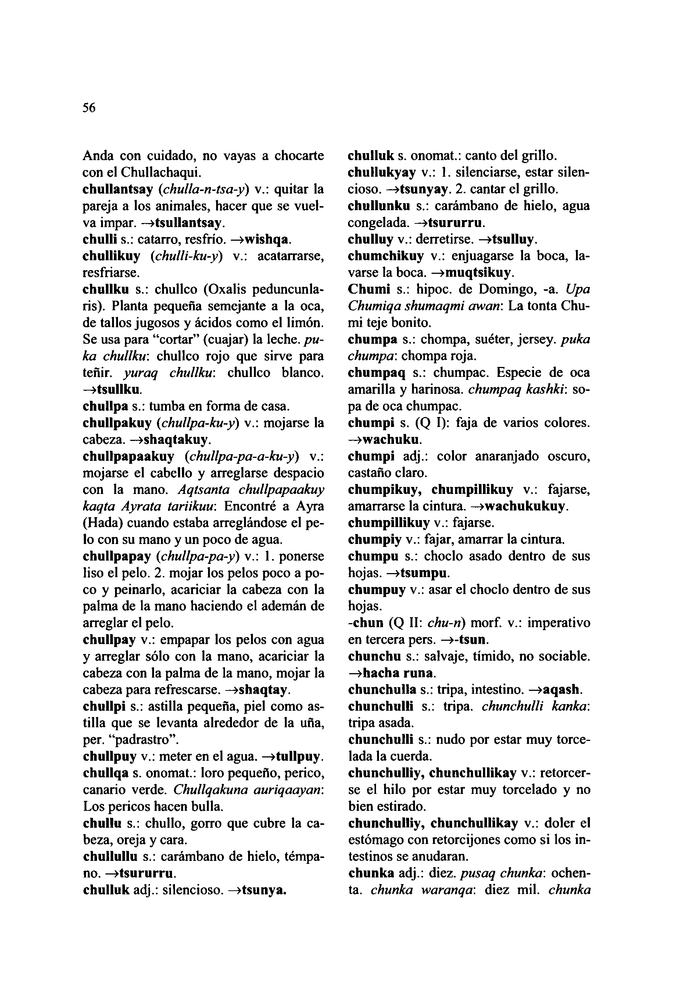 56
Anda con cuidado, no vayas a chocarte
con el Chullachaqui.
chullantsay (chulla-n-tsa-y) v.: quitar la
pareja a los animales, hacer que se vuel-
va impar. →tsullantsay.
chulli s.: catarro, resfrío. →wishqa.
chullikuy (chulli-ku-y) v.: acatarrarse,
resfriarse.
chullku s.: chullco (Oxalis peduncunla-
ris). Planta pequeña semejante a la oca,
de tallos jugosos y ácidos como el limón.
Se usa para “cortar” (cuajar) la leche. pu-
ka chullku: chullco rojo que sirve para
teñir. yuraq chullku: chullco blanco.
→tsullku.
chullpa s.: tumba en forma de casa.
chullpakuy (chullpa-ku-y) v.: mojarse la
cabeza. →shaqtakuy.
chullpapaakuy (chullpa-pa-a-ku-y) v.:
mojarse el cabello y arreglarse despacio
con la mano. Aqtsanta chullpapaakuy
kaqta Ayrata tariikuu: Encontré a Ayra
(Hada) cuando estaba arreglándose el pe-
lo con su mano y un poco de agua.
chullpapay (chullpa-pa-y) v.: 1. ponerse
liso el pelo. 2. mojar los pelos poco a po-
co y peinarlo, acariciar la cabeza con la
palma de la mano haciendo el ademán de
arreglar el pelo.
chullpay v.: empapar los pelos con agua
y arreglar sólo con la mano, acariciar la
cabeza con la palma de la mano, mojar la
cabeza para refrescarse. →shaqtay.
chullpi s.: astilla pequeña, piel como as-
tilla que se levanta alrededor de la uña,
per. “padrastro”.
chullpuy v.: meter en el agua. →tullpuy.
chullqa s. onomat.: loro pequeño, perico,
canario verde. Chullqakuna auriqaayan:
Los pericos hacen bulla.
chullu s.: chullo, gorro que cubre la ca-
beza, oreja y cara.
chullullu s.: carámbano de hielo, témpa-
no. →tsururru.
chulluk adj.: silencioso. →tsunya.
chulluk s. onomat.: canto del grillo.
chullukyay v.: 1. silenciarse, estar silen-
cioso. →tsunyay. 2. cantar el grillo.
chullunku s.: carámbano de hielo, agua
congelada. →tsururru.
chulluy v.: derretirse. →tsulluy.
chumchikuy v.: enjuagarse la boca, la-
varse la boca. →muqtsikuy.
Chumi s.: hipoc. de Domingo, -a. Upa
Chumiqa shumaqmi awan: La tonta Chu-
mi teje bonito.
chumpa s.: chompa, suéter, jersey. puka
chumpa: chompa roja.
chumpaq s.: chumpac. Especie de oca
amarilla y harinosa. chumpaq kashki: so-
pa de oca chumpac.
chumpi s. (Q I): faja de varios colores.
→wachuku.
chumpi adj.: color anaranjado oscuro,
castaño claro.
chumpikuy, chumpillikuy v.: fajarse,
amarrarse la cintura. →wachukukuy.
chumpillikuy v.: fajarse.
chumpiy v.: fajar, amarrar la cintura.
chumpu s.: choclo asado dentro de sus
hojas. →tsumpu.
chumpuy v.: asar el choclo dentro de sus
hojas.
-chun (Q II: chu-n) morf. v.: imperativo
en tercera pers. →-tsun.
chunchu s.: salvaje, tímido, no sociable.
→hacha runa.
chunchulla s.: tripa, intestino. →aqash.
chunchulli s.: tripa. chunchulli kanka:
tripa asada.
chunchulli s.: nudo por estar muy torce-
lada la cuerda.
chunchulliy, chunchullikay v.: retorcer-
se el hilo por estar muy torcelado y no
bien estirado.
chunchulliy, chunchullikay v.: doler el
estómago con retorcijones como si los in-
testinos se anudaran.
chunka adj.: diez. pusaq chunka: ochen-
ta. chunka waranqa: diez mil. chunka